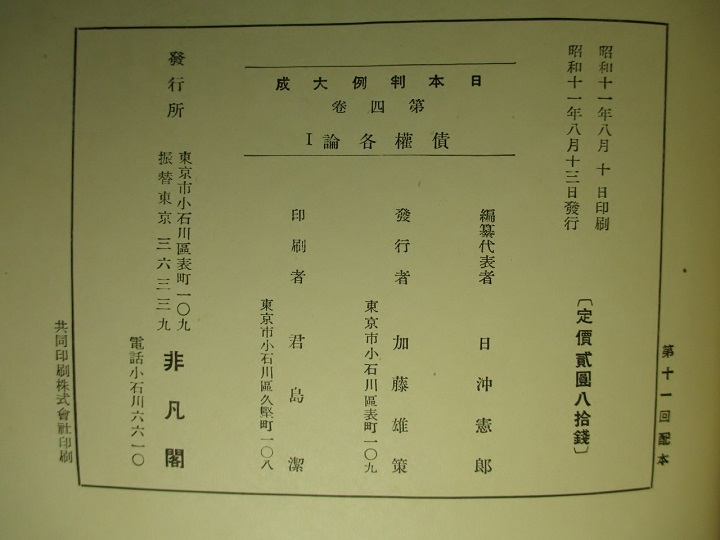 昭和十一年八月十日印刷
昭和十一年八月十三日發行
〔定價貳圓八拾錢〕
第十一回配本
日本判例大成
第四卷
債權各論I
編纂代表者 日沖憲郎
發行者 加藤雄策
東京市小石川區表町一〇九
印刷者 君島潔
東京市小石川區久堅町一〇八
發行所
東京市小石川區表町一〇九
振替東京三六三三九
非凡閣
電話小石川六六一〇
共同印刷株式會社印刷